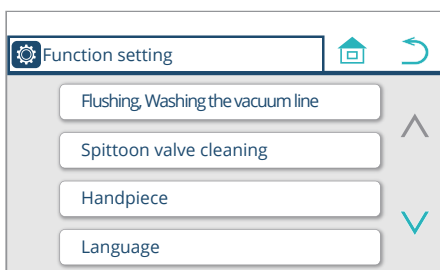 Function setting
Flushing, Washing the vacuum line
Spittoon valve cleaning
Handpiece
Language